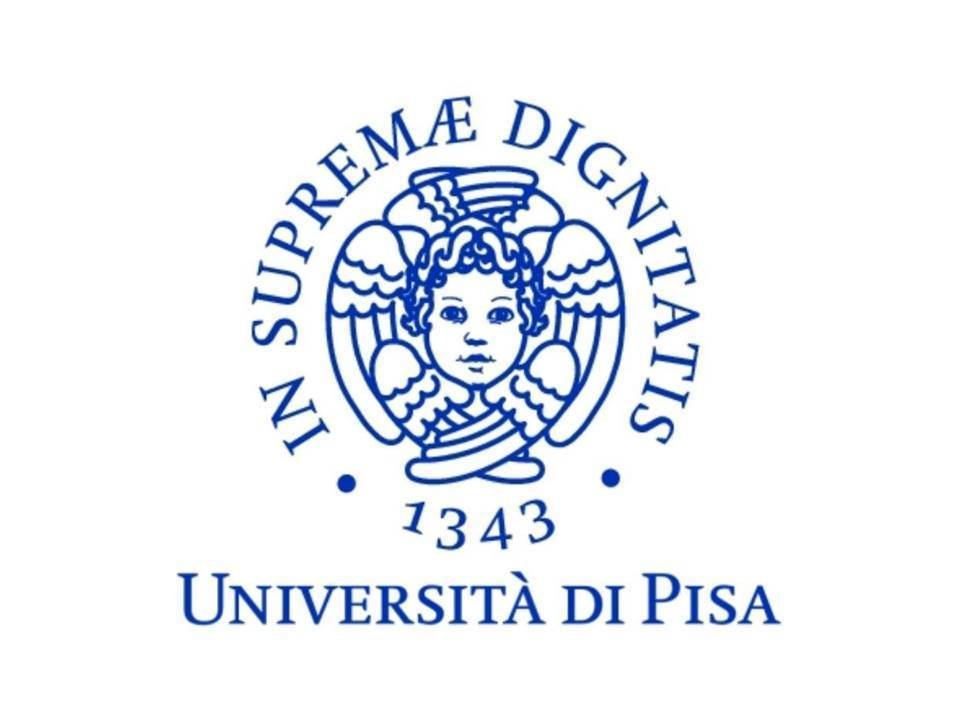 IN SUPREMÆ DIGNITATIS
• 1343 •
UNIVERSITÀ DI PISA